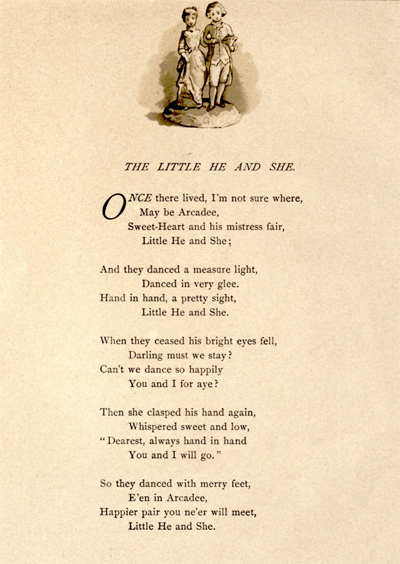 THE LITTLE HE AND SHE.
ONCE there lived, I'm not sure where,
May be Arcadee,
Sweet-Heart and his mistress fair,
Little He and She;
And they danced a measure light,
Danced in very glee.
Hand in hand, a pretty sight,
Little He and She.
When they ceased his bright eyes fell,
Darling must we stay?
Can't we dance so happily
You and I for aye?
Then she clasped his hand again,
Whispered sweet and low,
"Dearest, always hand in hand
You and I will go."
So they danced with merry feet,
E'en in Arcadee,
Happier pair you ne'er will meet,
Little He and She.